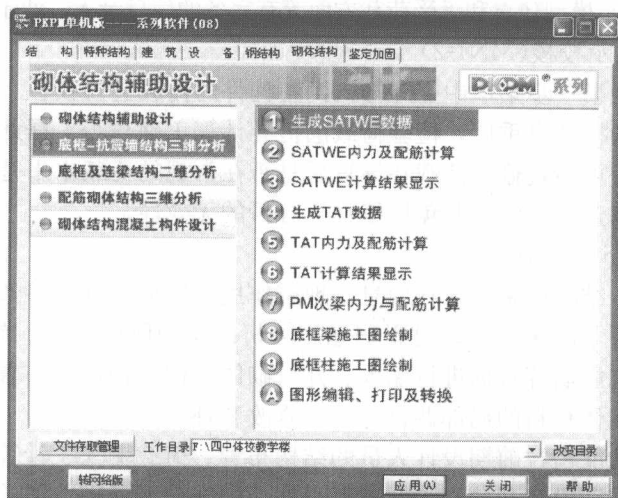 PKPM单机版----系列软件(08)
结 构 特种结构 建 筑 设 备 钢结构 砌体结构 鉴定加固
砌体结构辅助设计
PKPM®系列
砌体结构辅助设计
底框-抗震墙结构三维分析
底框及连梁结构二维分析
配筋砌体结构三维分析
砌体结构混凝土构件设计
1 生成SATWE数据
2 SATWE内力及配筋计算
3 SATWE计算结果显示
4 生成TAT数据
5 TAT内力及配筋计算
6 TAT计算结果显示
7 PM次梁内力与配筋计算
8 底框梁施工图绘制
9 底框柱施工图绘制
A 图形编辑、打印及转换
文件存取管理 工作目录 F:\四中体校教学楼 改变目录
转网络版 应用(A) 关闭 帮助